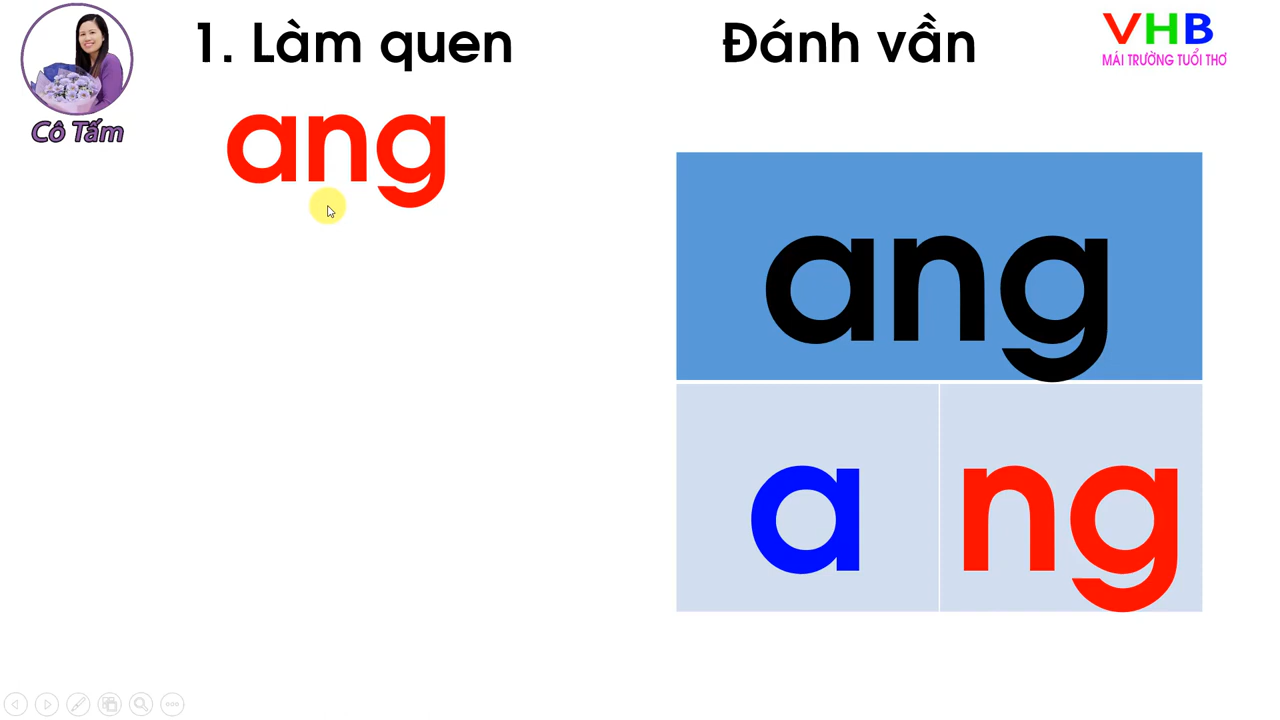 1. Làm quen
Đánh vần
VHB
MÁI TRƯỜNG TUỔI THƠ
Cô Tấm
ang
ang
a
ng